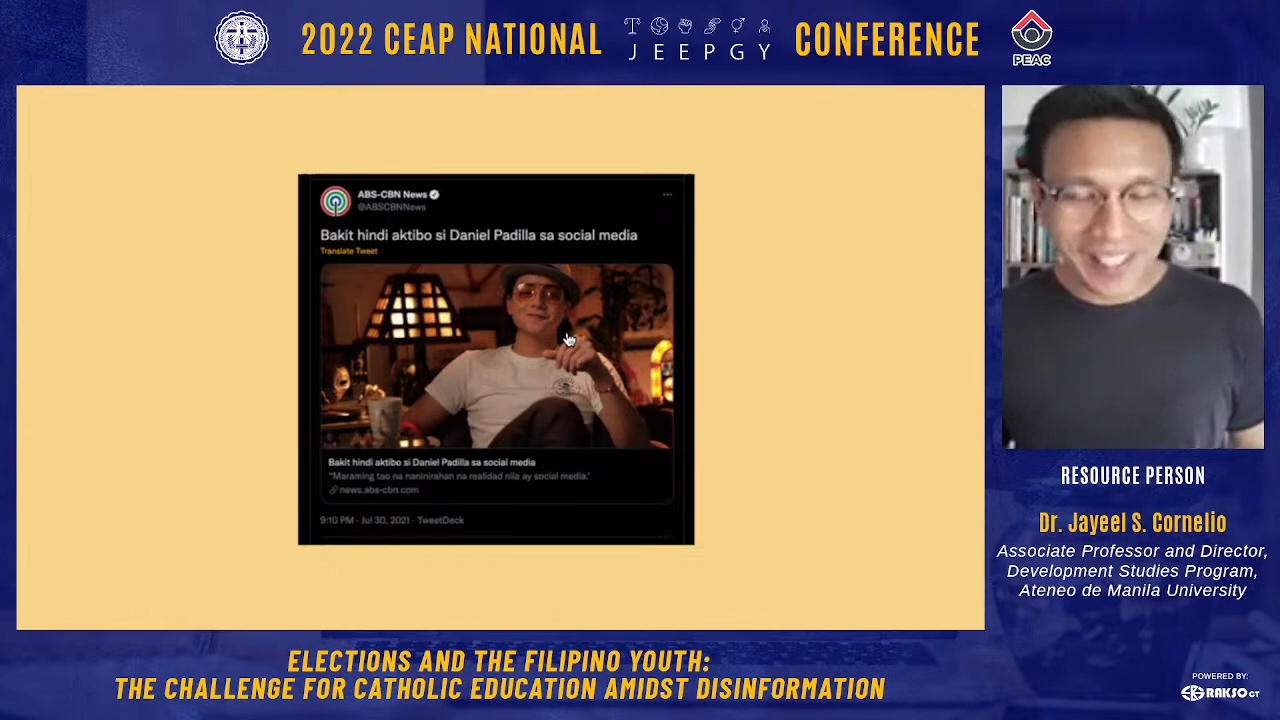 2022 CEAP NATIONAL
JEEPGY
CONFERENCE
PEAC
ABS-CBN News
@ABSCBNNews
Bakit hindi aktibo si Daniel Padilla sa social media
Translate Tweet
Bakit hindi aktibo si Daniel Padilla sa social media
"Maraming tao na naninirahan na realidad nila ay social media."
news.abs-cbn.com
9:10 PM · Jul 30, 2021 · TweetDeck
RESOURCE PERSON
Dr. Jayeel S. Cornelio
Associate Professor and Director,
Development Studies Program,
Ateneo de Manila University
ELECTIONS AND THE FILIPINO YOUTH:
THE CHALLENGE FOR CATHOLIC EDUCATION AMIDST DISINFORMATION
POWERED BY:
RAKSO CT